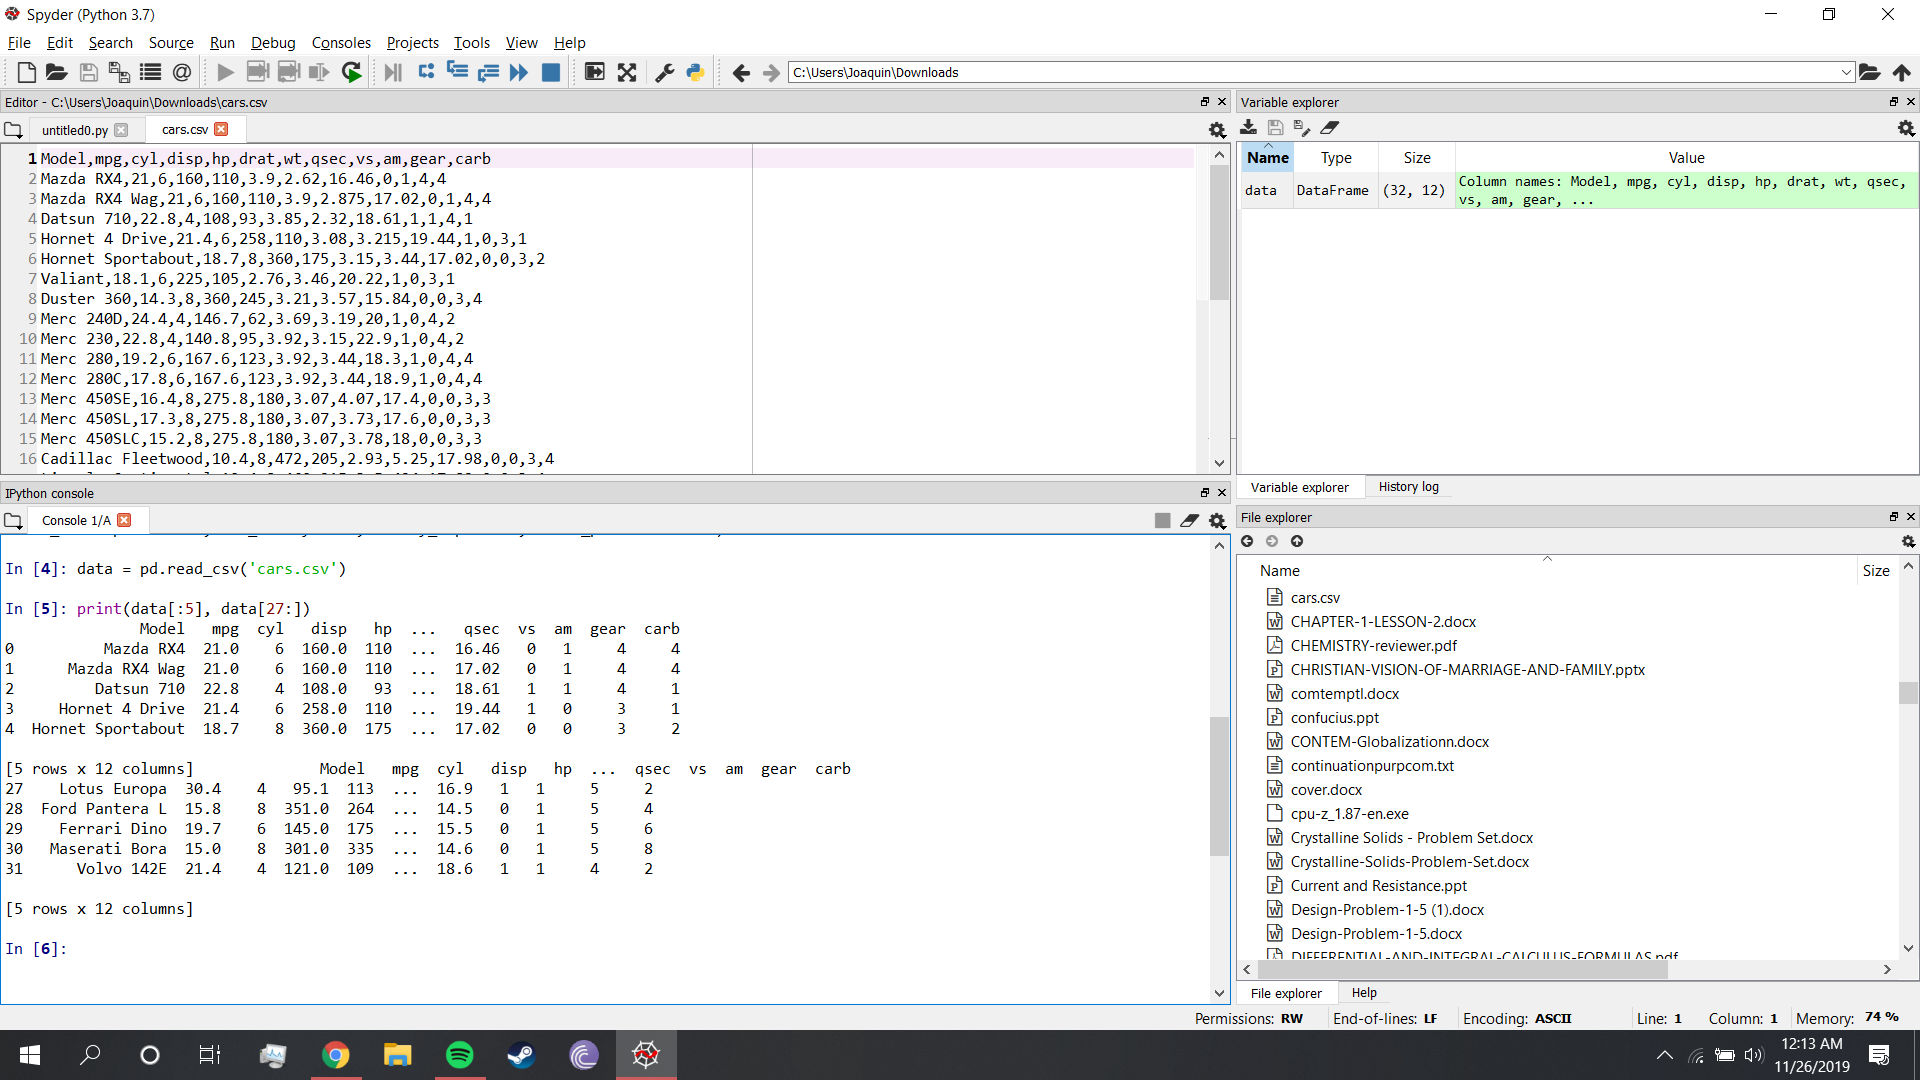 Spyder (Python 3.7)
File Edit Search Source Run Debug Consoles Projects Tools View Help
C:\Users\Joaquin\Downloads
Editor - C:\Users\Joaquin\Downloads\cars.csv
untitled0.py cars.csv
1 Model,mpg,cyl,disp,hp,drat,wt,qsec,vs,am,gear,carb
2 Mazda RX4,21,6,160,110,3.9,2.62,16.46,0,1,4,4
3 Mazda RX4 Wag,21,6,160,110,3.9,2.875,17.02,0,1,4,4
4 Datsun 710,22.8,4,108,93,3.85,2.32,18.61,1,1,4,1
5 Hornet 4 Drive,21.4,6,258,110,3.08,3.215,19.44,1,0,3,1
6 Hornet Sportabout,18.7,8,360,175,3.15,3.44,17.02,0,0,3,2
7 Valiant,18.1,6,225,105,2.76,3.46,20.22,1,0,3,1
8 Duster 360,14.3,8,360,245,3.21,3.57,15.84,0,0,3,4
9 Merc 240D,24.4,4,146.7,62,3.69,3.19,20,1,0,4,2
10 Merc 230,22.8,4,140.8,95,3.92,3.15,22.9,1,0,4,2
11 Merc 280,19.2,6,167.6,123,3.92,3.44,18.3,1,0,4,4
12 Merc 280C,17.8,6,167.6,123,3.92,3.44,18.9,1,0,4,4
13 Merc 450SE,16.4,8,275.8,180,3.07,4.07,17.4,0,0,3,3
14 Merc 450SL,17.3,8,275.8,180,3.07,3.73,17.6,0,0,3,3
15 Merc 450SLC,15.2,8,275.8,180,3.07,3.78,18,0,0,3,3
16 Cadillac Fleetwood,10.4,8,472,205,2.93,5.25,17.98,0,0,3,4
IPython console
Console 1/A
In [4]: data = pd.read_csv('cars.csv')
In [5]: print(data[:5], data[27:])
Model mpg cyl disp hp ... qsec vs am gear carb
0 Mazda RX4 21.0 6 160.0 110 ... 16.46 0 1 4 4
1 Mazda RX4 Wag 21.0 6 160.0 110 ... 17.02 0 1 4 4
2 Datsun 710 22.8 4 108.0 93 ... 18.61 1 1 4 1
3 Hornet 4 Drive 21.4 6 258.0 110 ... 19.44 1 0 3 1
4 Hornet Sportabout 18.7 8 360.0 175 ... 17.02 0 0 3 2
[5 rows x 12 columns] Model mpg cyl disp hp ... qsec vs am gear carb
27 Lotus Europa 30.4 4 95.1 113 ... 16.9 1 1 5 2
28 Ford Pantera L 15.8 8 351.0 264 ... 14.5 0 1 5 4
29 Ferrari Dino 19.7 6 145.0 175 ... 15.5 0 1 5 6
30 Maserati Bora 15.0 8 301.0 335 ... 14.6 0 1 5 8
31 Volvo 142E 21.4 4 121.0 109 ... 18.6 1 1 4 2
[5 rows x 12 columns]
In [6]:
Variable explorer
Name Type Size Value
data DataFrame (32, 12) Column names: Model, mpg, cyl, disp, hp, drat, wt, qsec,
vs, am, gear, ...
Variable explorer History log
File explorer
Name Size
cars.csv
CHAPTER-1-LESSON-2.docx
CHEMISTRY-reviewer.pdf
CHRISTIAN-VISION-OF-MARRIAGE-AND-FAMILY.pptx
comtemptl.docx
confucius.ppt
CONTEM-Globalizationn.docx
continuationpurpcom.txt
cover.docx
cpu-z_1.87-en.exe
Crystalline Solids - Problem Set.docx
Crystalline-Solids-Problem-Set.docx
Current and Resistance.ppt
Design-Problem-1-5 (1).docx
Design-Problem-1-5.docx
DIFFERENTIAL-AND-INTEGRAL-CALCULUS-FORMULAS.pdf
File explorer Help
Permissions: RW End-of-lines: LF Encoding: ASCII Line: 1 Column: 1 Memory: 74 %
12:13 AM
11/26/2019